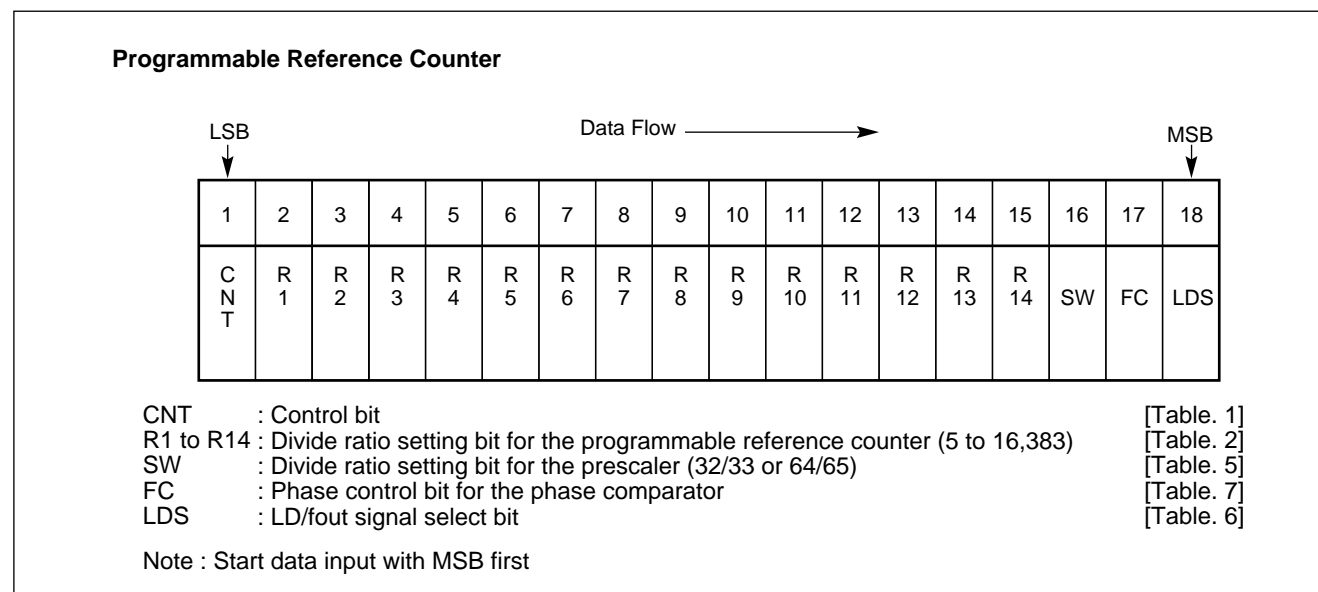 Programmable Reference Counter
LSB Data Flow MSB
1 2 3 4 5 6 7 8 9 10 11 12 13 14 15 16 17 18
CNT R1 R2 R3 R4 R5 R6 R7 R8 R9 R10 R11 R12 R13 R14 SW FC LDS
CNT : Control bit [Table. 1]
R1 to R14 : Divide ratio setting bit for the programmable reference counter (5 to 16,383) [Table. 2]
SW : Divide ratio setting bit for the prescaler (32/33 or 64/65) [Table. 5]
FC : Phase control bit for the phase comparator [Table. 7]
LDS : LD/fout signal select bit [Table. 6]
Note : Start data input with MSB first